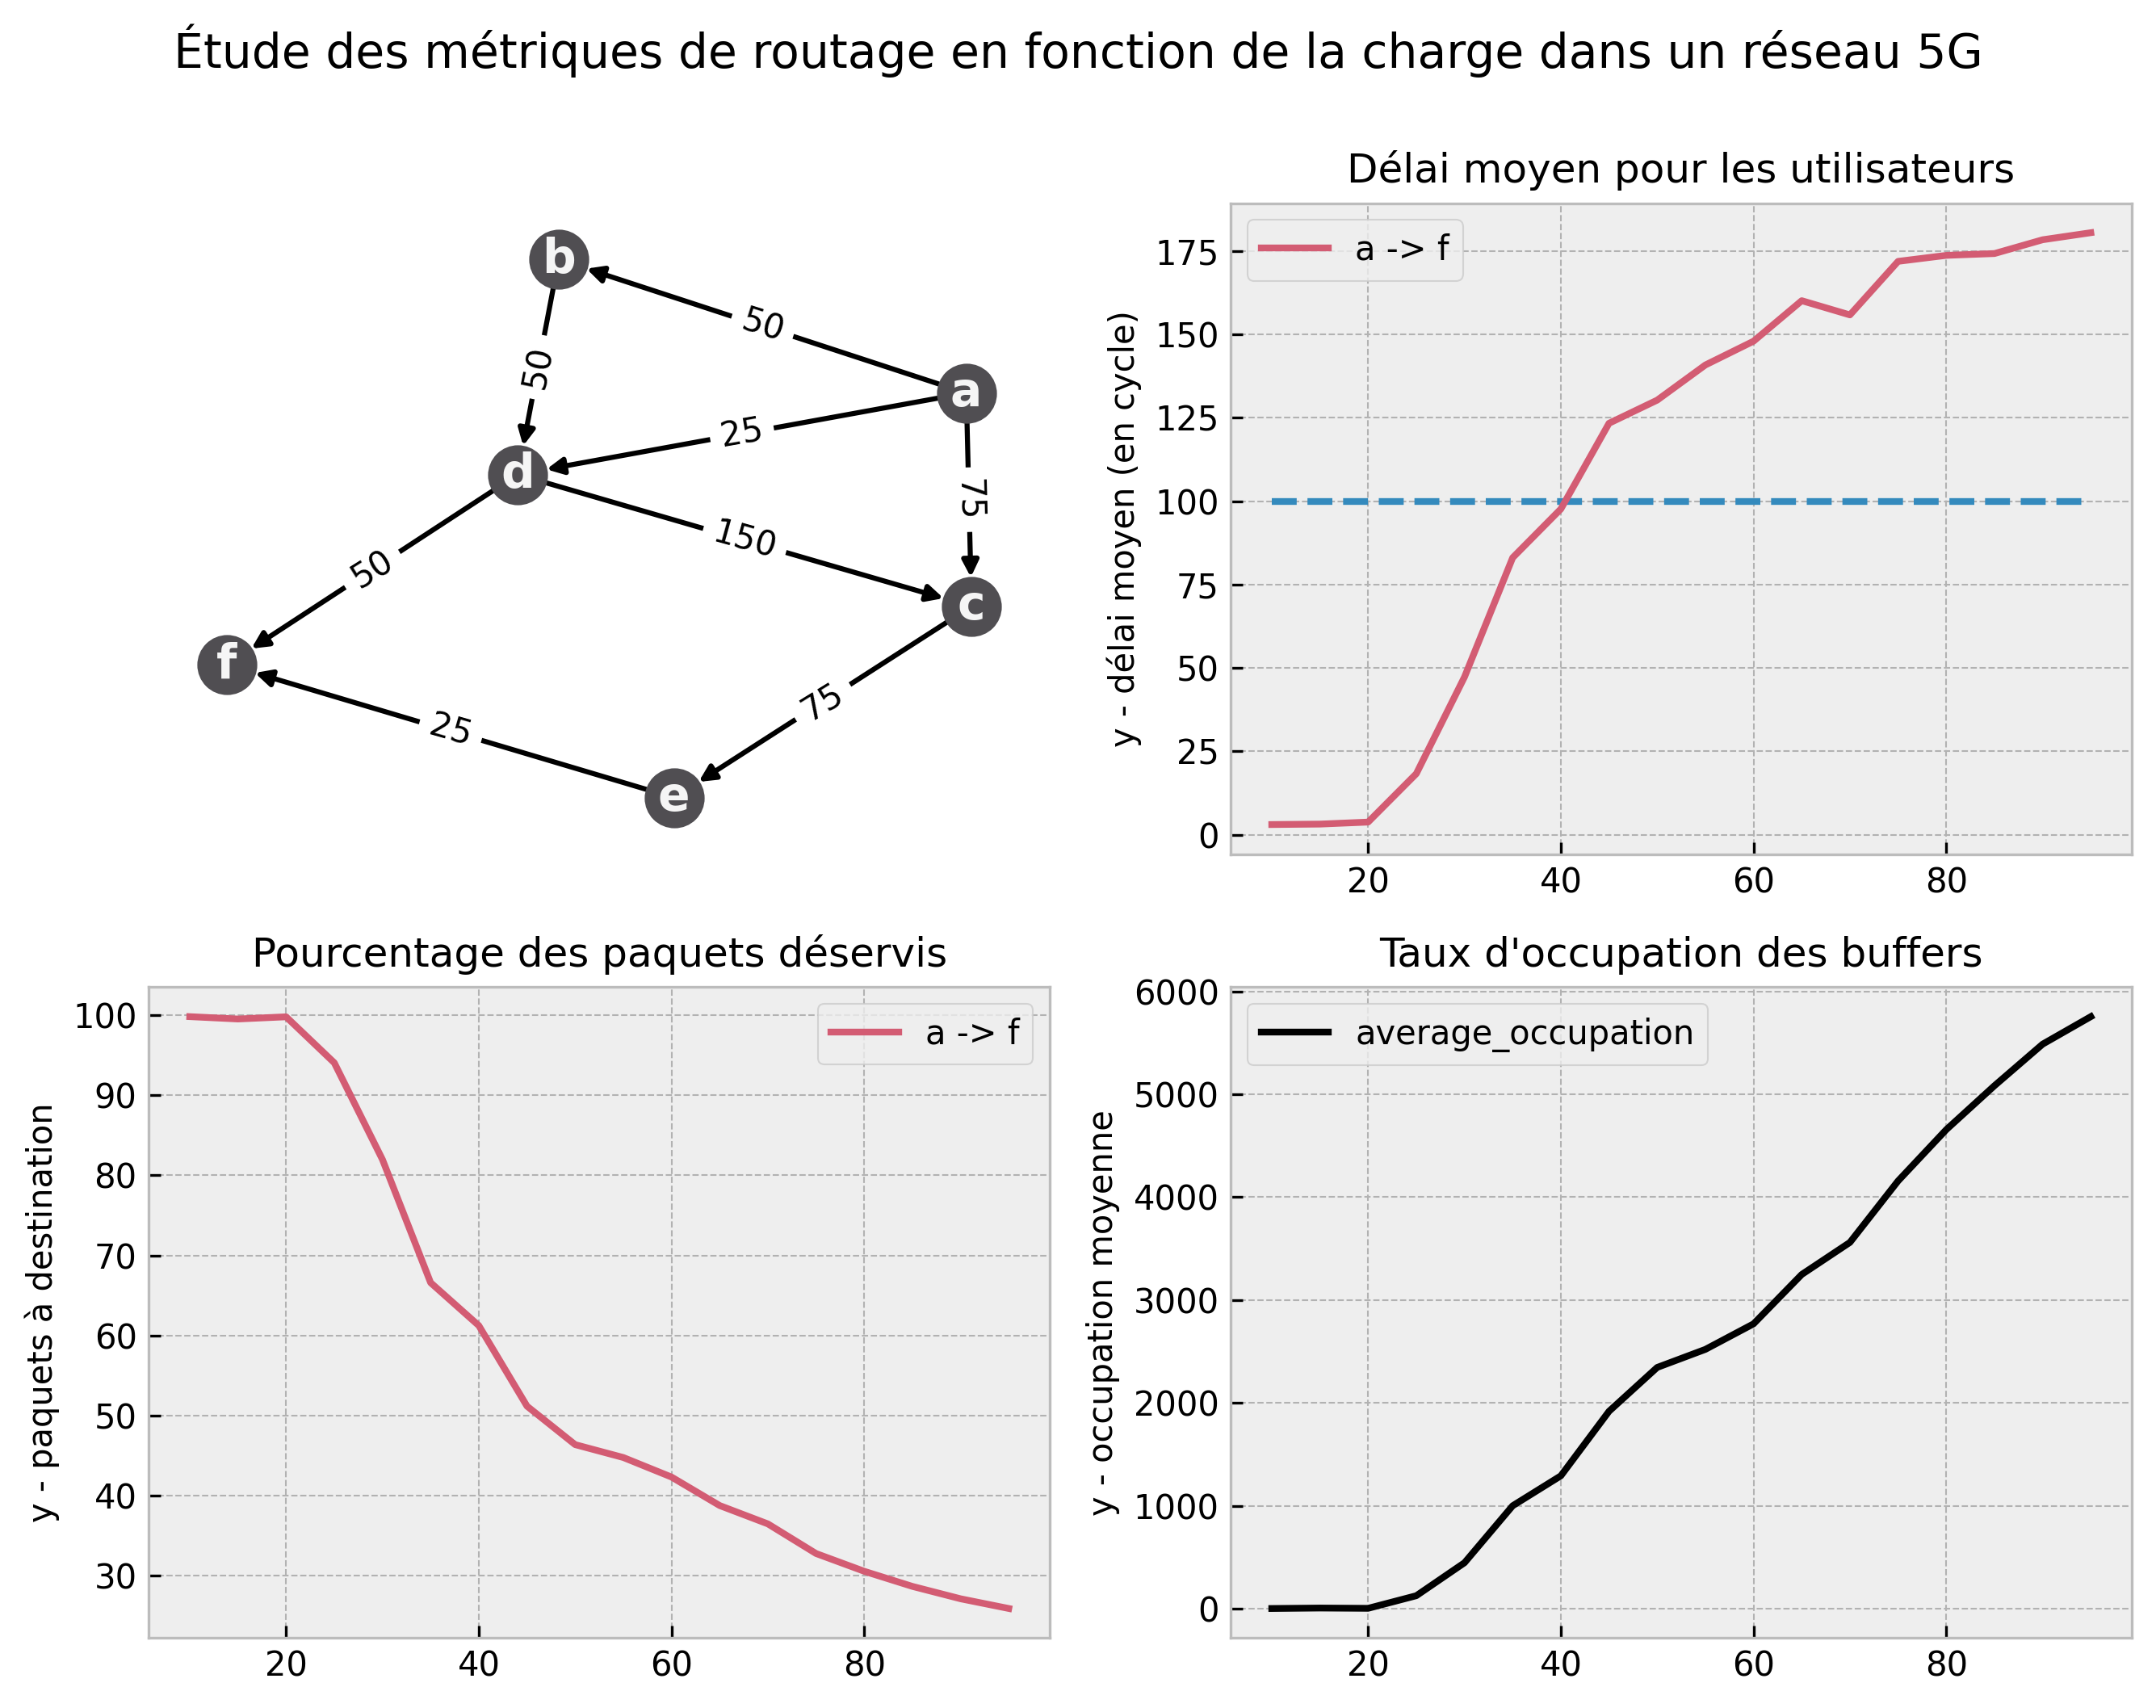 Étude des métriques de routage en fonction de la charge dans un réseau 5G
b
50
a
50
25
d
75
150
50
c
f
75
25
e
Délai moyen pour les utilisateurs
a -> f
y - délai moyen (en cycle)
175
150
125
100
75
50
25
0
20 40 60 80
Pourcentage des paquets déservis
a -> f
y - paquets à destination
100
90
80
70
60
50
40
30
20 40 60 80
Taux d'occupation des buffers
average_occupation
y - occupation moyenne
6000
5000
4000
3000
2000
1000
0
20 40 60 80